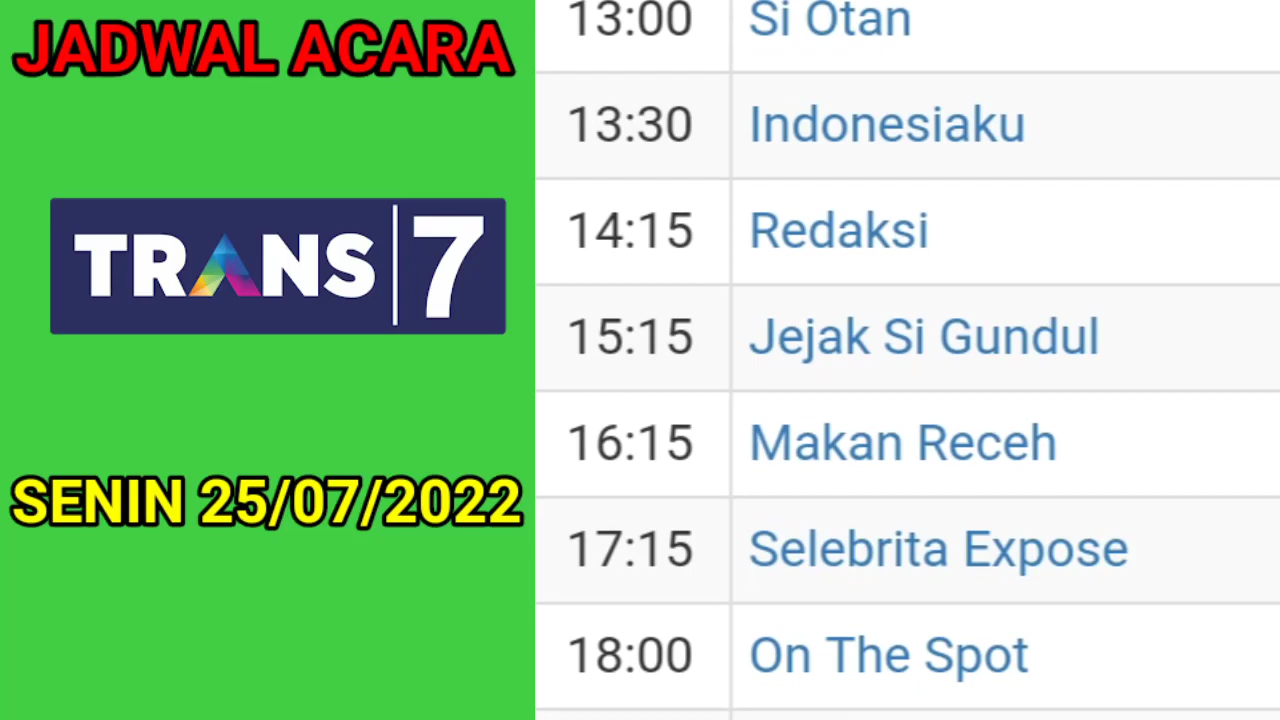 JADWAL ACARA
TRANS|7
SENIN 25/07/2022
13:00 Si Otan
13:30 Indonesiaku
14:15 Redaksi
15:15 Jejak Si Gundul
16:15 Makan Receh
17:15 Selebrita Expose
18:00 On The Spot